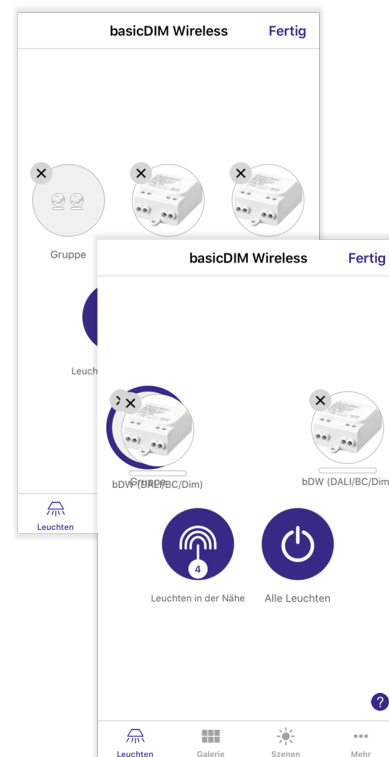 basicDIM Wireless Fertig
Gruppe
Leuch
Leuchten
basicDIM Wireless Fertig
bDW (DALI/BC/Dim)
Gruppe
bDW (DALI/BC/Dim
4
Leuchten in der Nähe Alle Leuchten
?
Leuchten Galerie Szenen Mehr